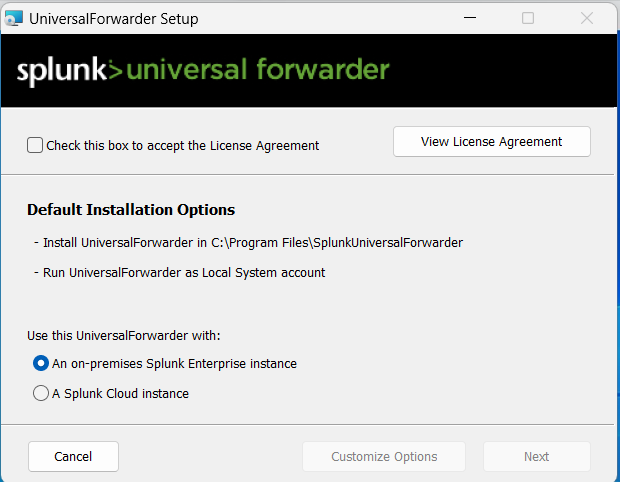 UniversalForwarder Setup
splunk>universal forwarder
Check this box to accept the License Agreement
View License Agreement
Default Installation Options
- Install UniversalForwarder in C:\Program Files\SplunkUniversalForwarder
- Run UniversalForwarder as Local System account
Use this UniversalForwarder with:
An on-premises Splunk Enterprise instance
A Splunk Cloud instance
Cancel
Customize Options
Next